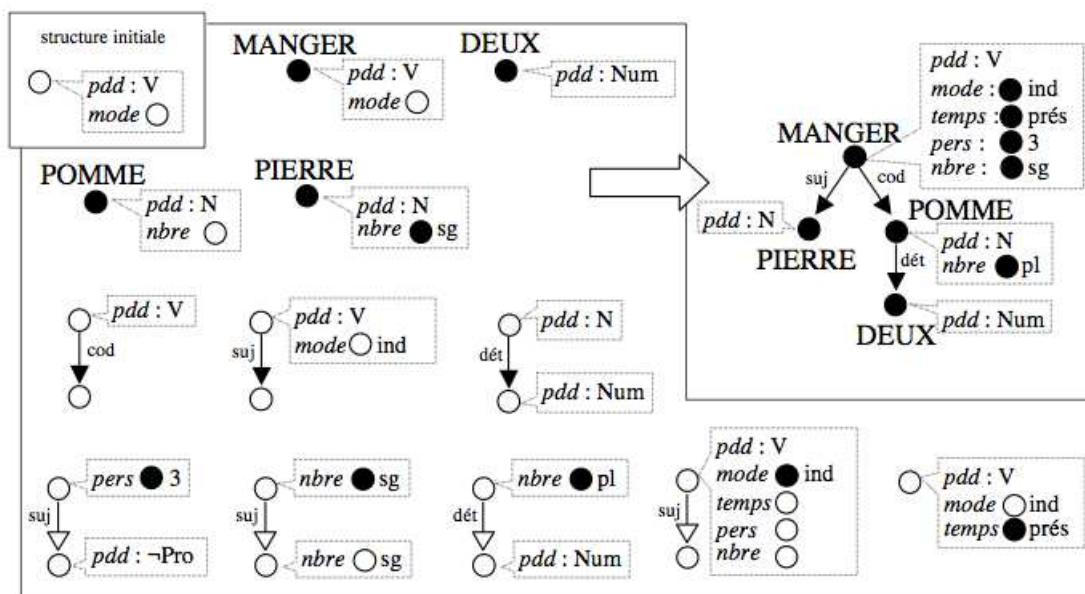 structure initiale
pdd : V
mode
MANGER
pdd : V
mode
DEUX
pdd : Num
POMME
pdd : N
nbre
PIERRE
pdd : N
nbre sg
pdd : V
cod
pdd : V
mode ind
suj
pdd : N
dét
pdd : Num
pers 3
suj
pdd : ¬Pro
nbre sg
suj
nbre sg
nbre pl
dét
pdd : Num
pdd : V
mode ind
temps
pers
nbre
suj
pdd : V
mode ind
temps prés
pdd : V
mode : ind
temps : prés
pers : 3
nbre : sg
MANGER
suj
cod
pdd : N
PIERRE
POMME
pdd : N
nbre pl
dét
DEUX
pdd : Num